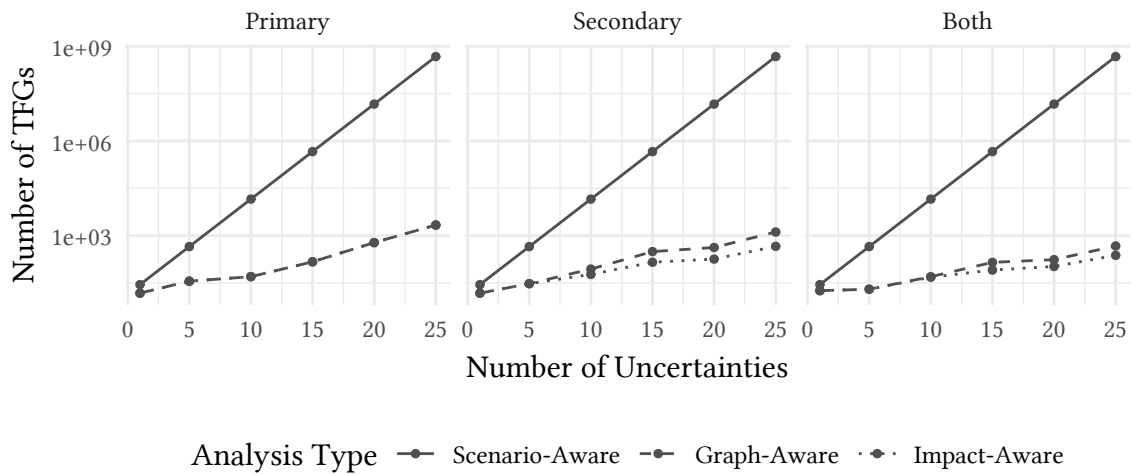 Primary Secondary Both
Number of TFGs
1e+09
1e+06
1e+03
0 5 10 15 20 25 0 5 10 15 20 25 0 5 10 15 20 25
Number of Uncertainties
Analysis Type Scenario-Aware Graph-Aware Impact-Aware